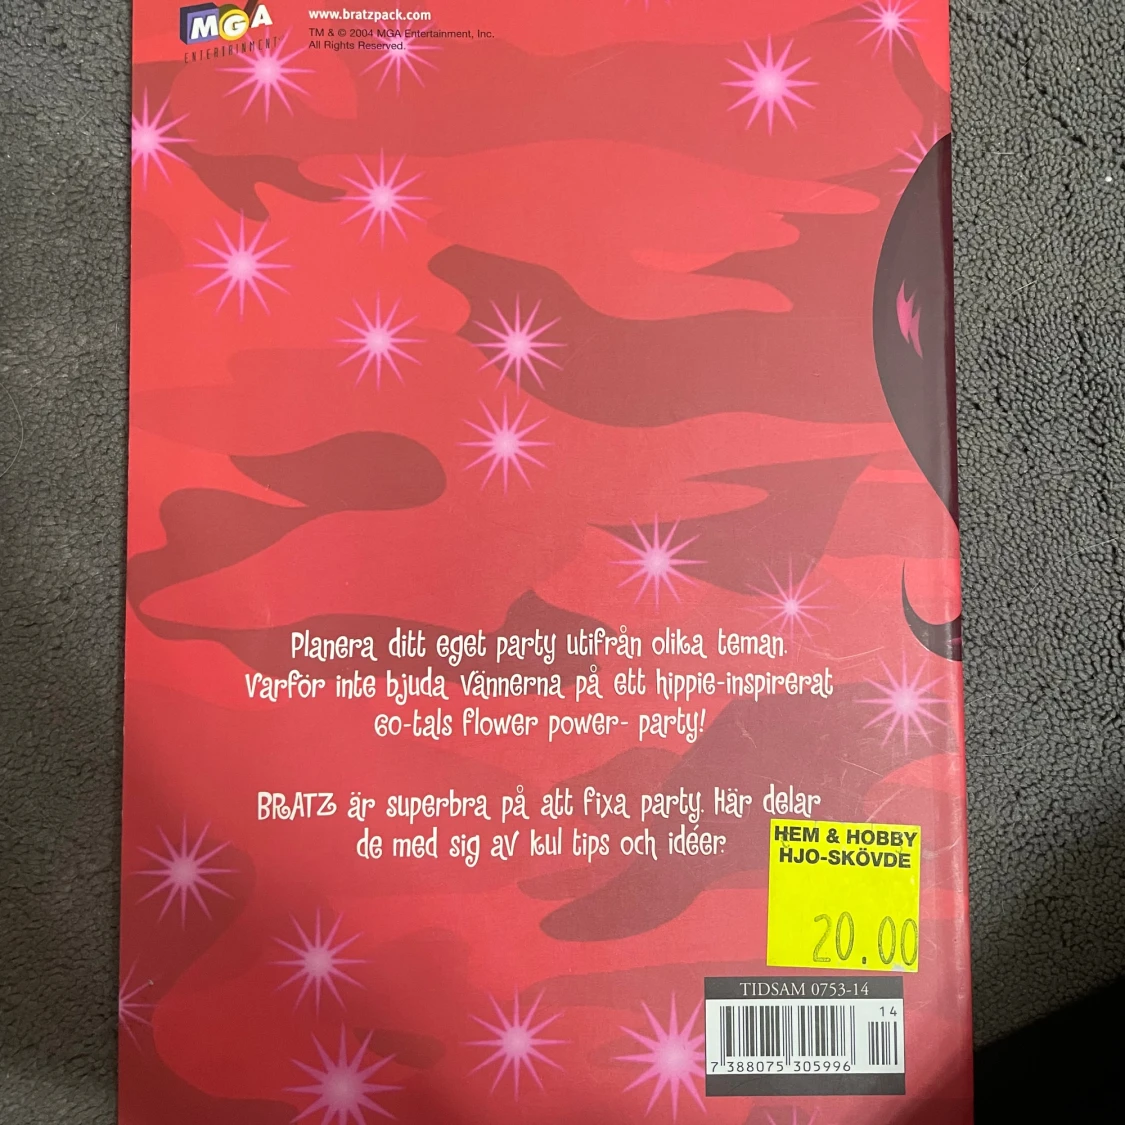 MGA
ENTERTAINMENT
www.bratzpack.com
TM & © 2004 MGA Entertainment, Inc.
All Rights Reserved.
Planera ditt eget party utifrån olika teman.
Varför inte bjuda vännerna på ett hippie-inspirerat
60-tals flower power- party!
BRATZ är superbra på att fixa party. Här delar
de med sig av kul tips och idéer.
HEM & HOBBY
HJO-SKÖVDE
20.00
TIDSAM 0753-14
14
7 388075 305996